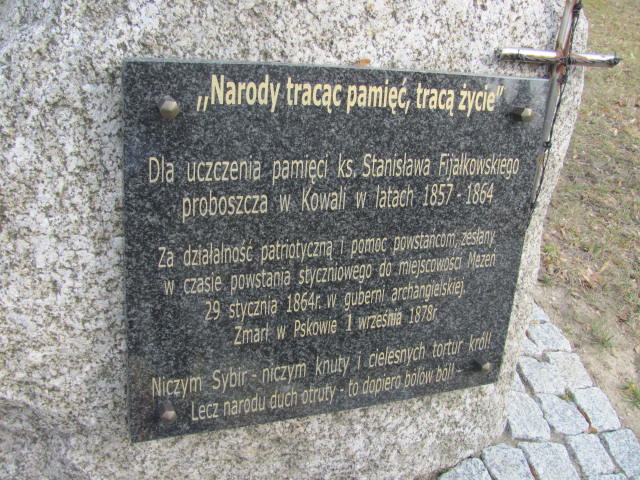 „Narody tracąc pamięć, tracą życie”
Dla uczczenia pamięci ks. Stanisława Fijałkowskiego
proboszcza w Kowali w latach 1857 - 1864
Za działalność patriotyczną i pomoc powstańcom, zesłany
w czasie powstania styczniowego do miejscowości Mezeń
29 stycznia 1864r. w guberni archangielskiej.
Zmarł w Pskowie 1 września 1878r
Niczym Sybir - niczym knuty i cielesnych tortur król!
Lecz narodu duch otruty - to dopiero bólów ból!